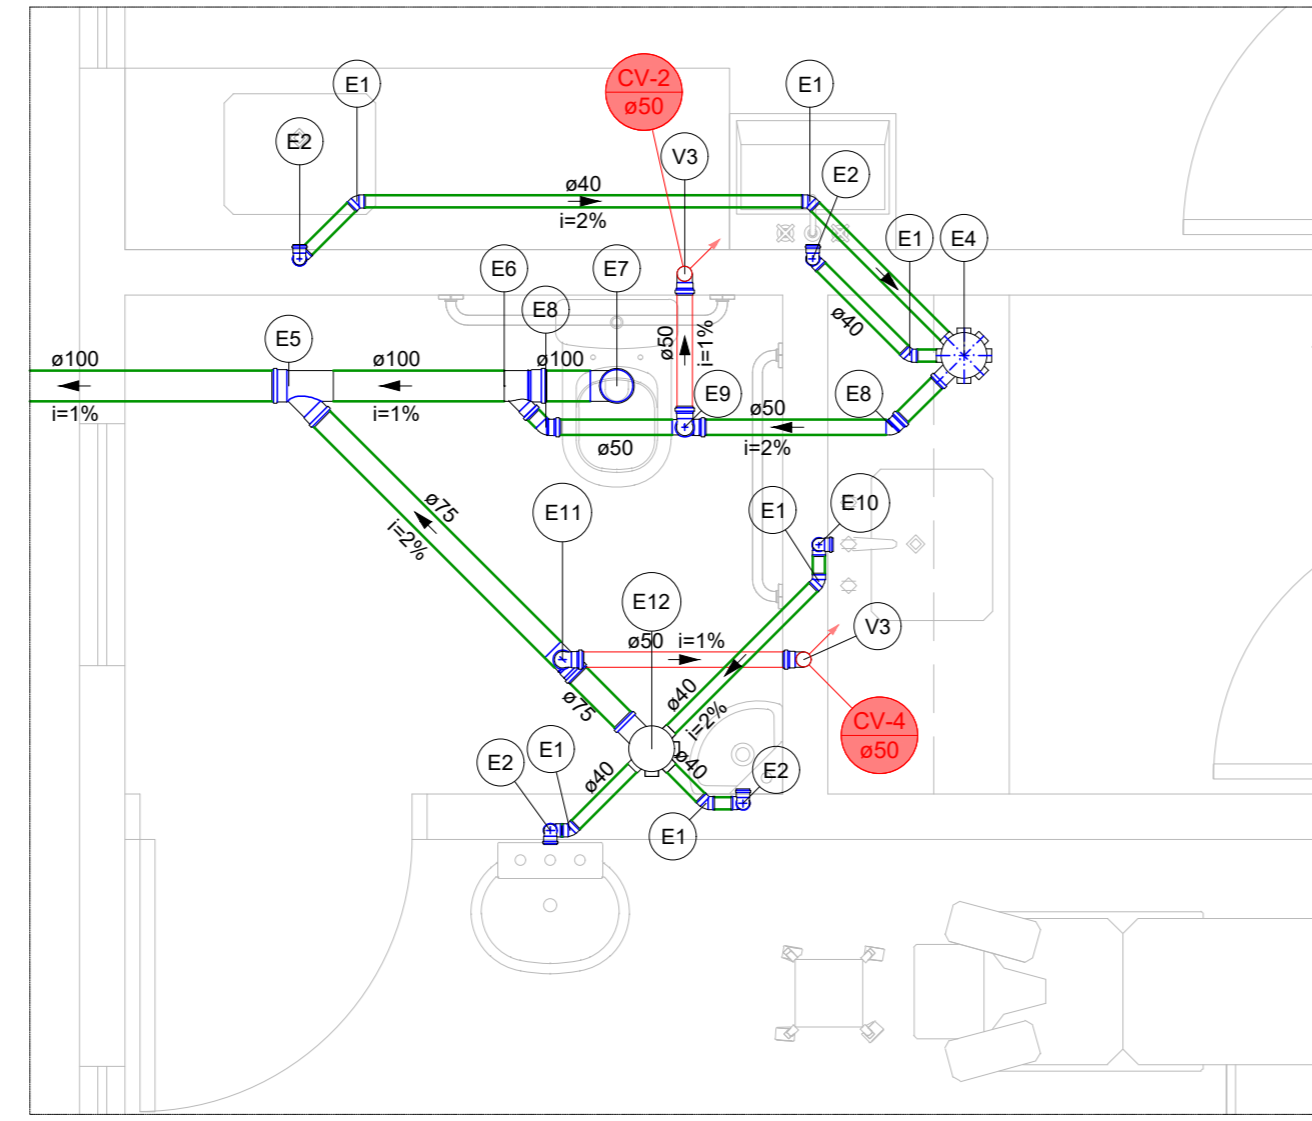 CV-2
ø50
E1
E1
E2
V3
E2
ø40
i=2%
E1
E4
E6
E7
E8
ø40
E5
ø50
i=1%
ø100
ø100
ø100
i=1%
i=1%
E9
E8
ø50
i=2%
ø50
ø75
i=2%
E11
E1
E10
E12
ø50
i=1%
V3
ø40
i=2%
ø75
CV-4
ø50
E2
E1
ø40
ø40
E2
E1